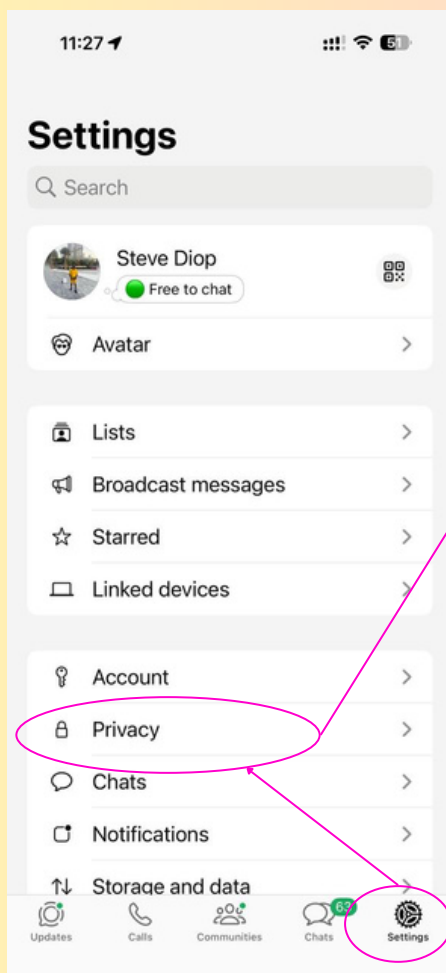 11:27
51
Settings
Search
Steve Diop
Free to chat
Avatar
Lists
Broadcast messages
Starred
Linked devices
Account
Privacy
Chats
Notifications
Storage and data
63
Updates Calls Communities Chats Settings